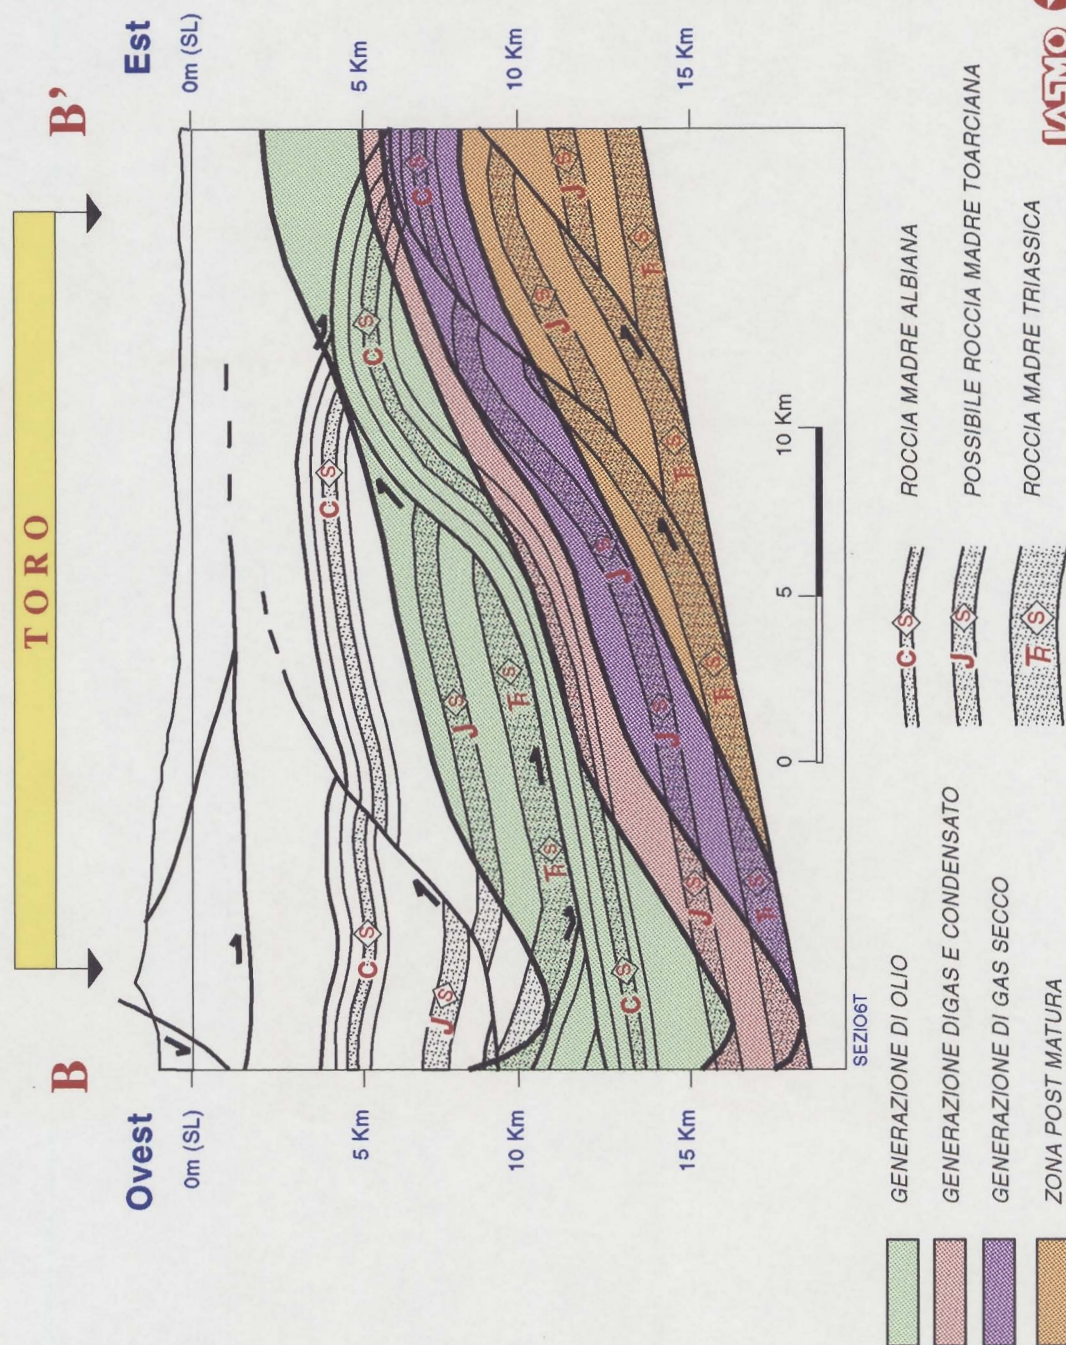 TORO
B
B'
Ovest
Est
0m (SL)
0m (SL)
C S
C S
C S
5 Km
5 Km
C S
J S
J S
Ŧ S
Ŧ S
C S
10 Km
10 Km
J S
J S
J S
J S
J S
Ŧ S
Ŧ S
Ŧ S
Ŧ S
15 Km
15 Km
0
5
10 Km
SEZIO6T
GENERAZIONE DI OLIO
GENERAZIONE DIGAS E CONDENSATO
GENERAZIONE DI GAS SECCO
ZONA POST MATURA
C S
ROCCIA MADRE ALBIANA
J S
POSSIBILE ROCCIA MADRE TOARCIANA
Ŧ S
ROCCIA MADRE TRIASSICA
LASMO